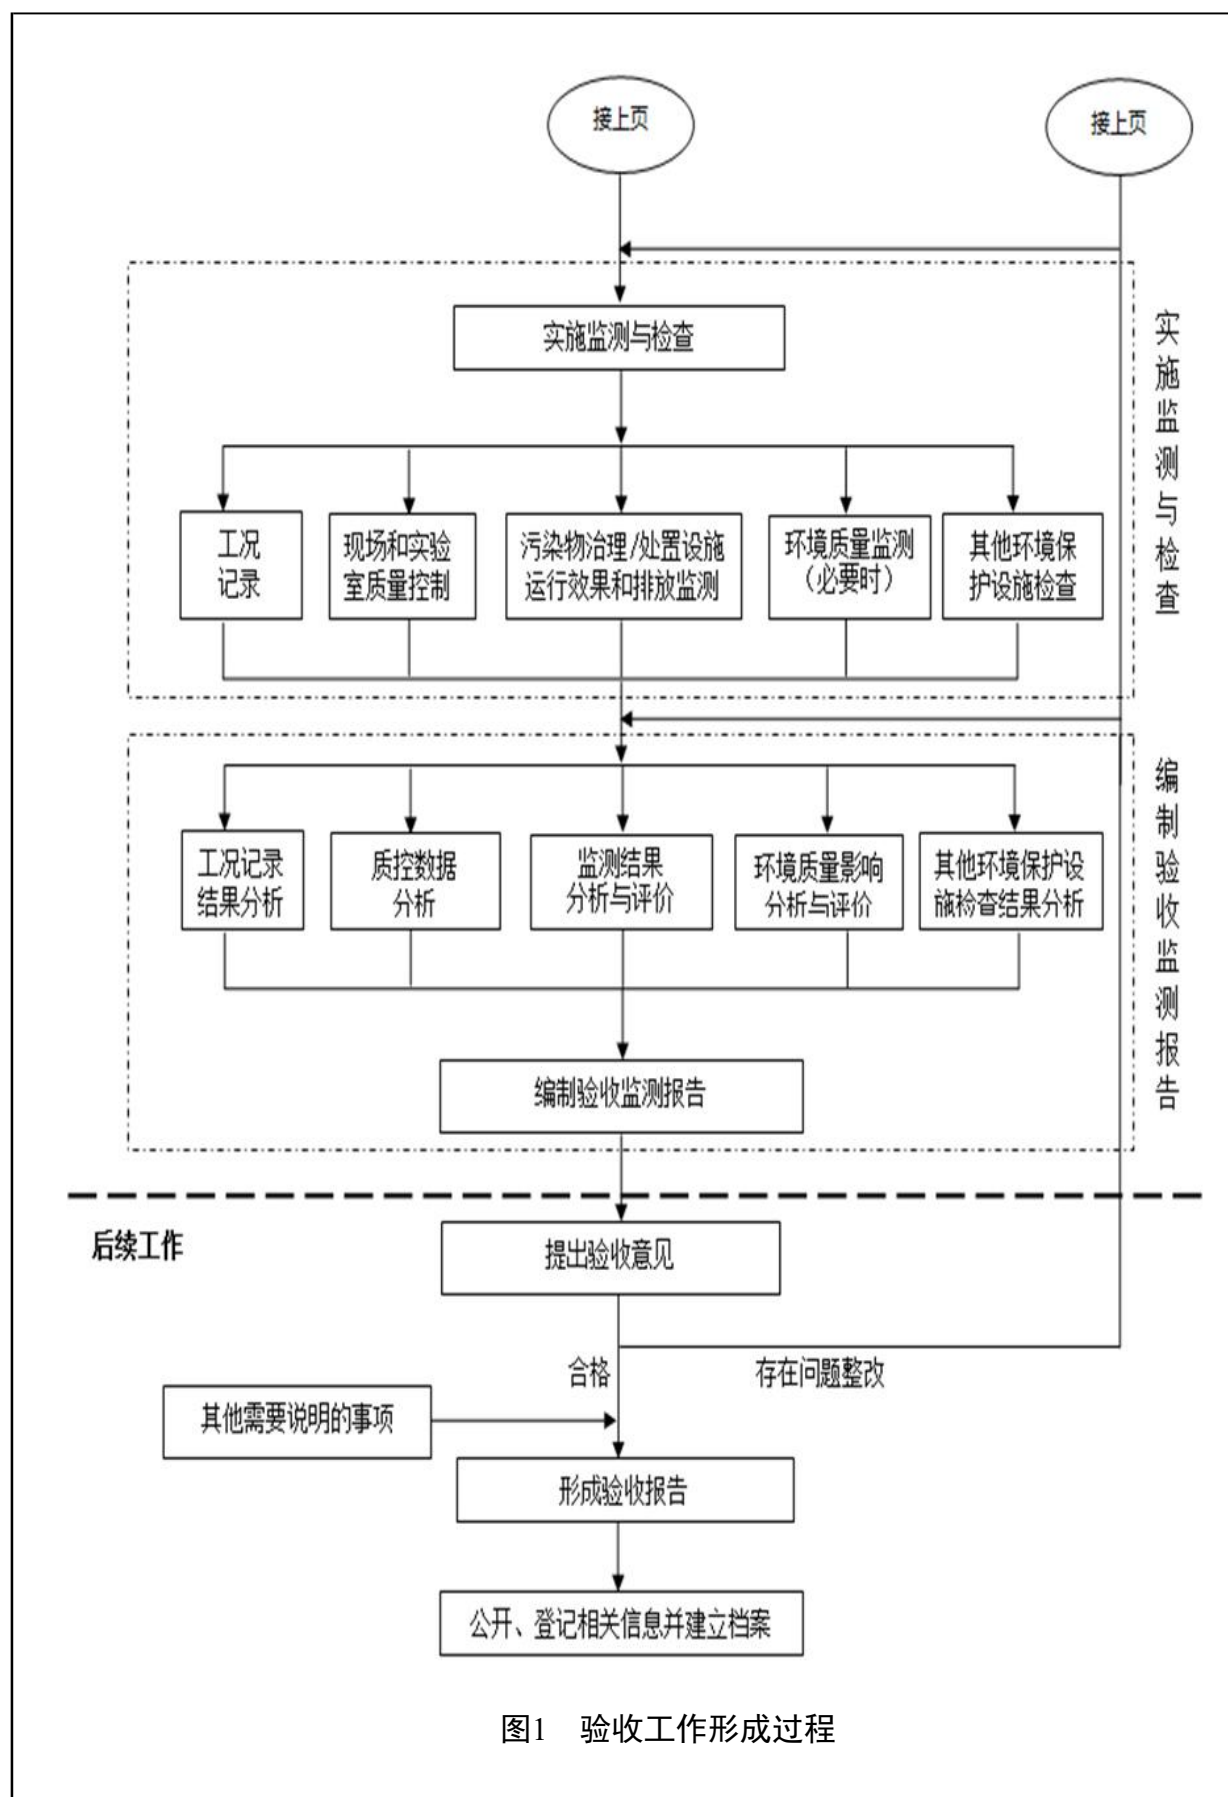 接上页
接上页
实施监测与检查
实施监测与检查
工况
记录
现场和实验
室质量控制
污染物治理/处置设施
运行效果和排放监测
环境质量监测
（必要时）
其他环境保
护设施检查
编制验收监测报告
工况记录
结果分析
质控数据
分析
监测结果
分析与评价
环境质量影响
分析与评价
其他环境保护设
施检查结果分析
编制验收监测报告
后续工作
提出验收意见
合格
存在问题整改
其他需要说明的事项
形成验收报告
公开、登记相关信息并建立档案
图1 验收工作形成过程